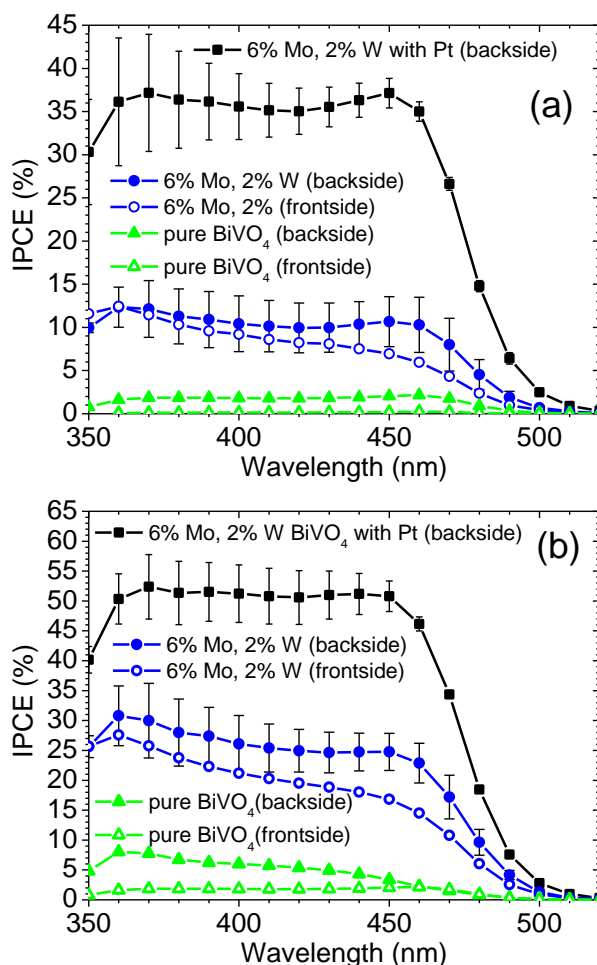 45
40
35
30
25
20
15
10
5
0
IPCE (%)
6% Mo, 2% W with Pt (backside)
(a)
6% Mo, 2% W (backside)
6% Mo, 2% (frontside)
pure BiVO₄ (backside)
pure BiVO₄ (frontside)
350 400 450 500
Wavelength (nm)
65
60
55
50
45
40
35
30
25
20
15
10
5
0
IPCE (%)
6% Mo, 2% W BiVO₄ with Pt (backside)
(b)
6% Mo, 2% W (backside)
6% Mo, 2% W (frontside)
pure BiVO₄(backside)
pure BiVO₄(frontside)
350 400 450 500
Wavelength (nm)